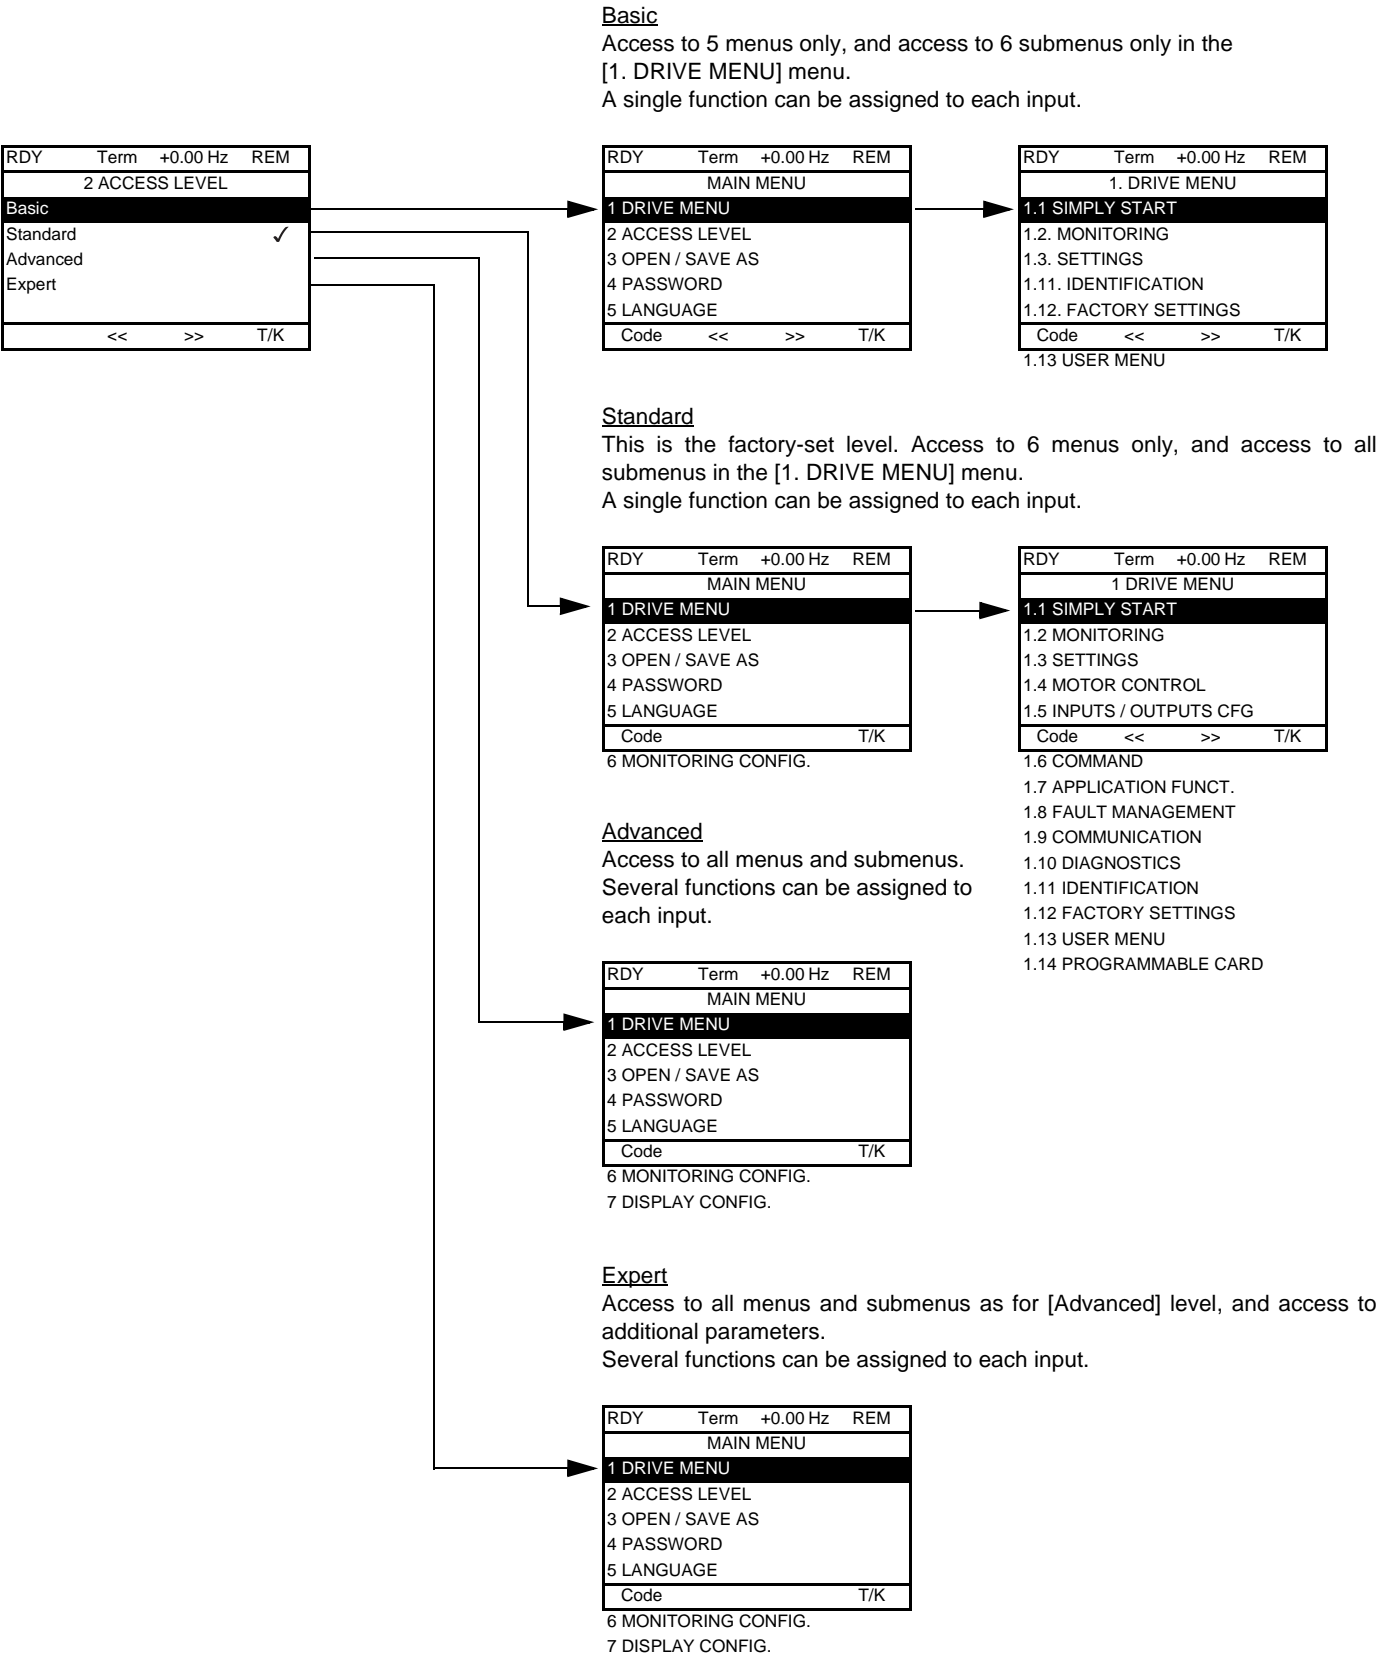 Basic
Access to 5 menus only, and access to 6 submenus only in the
[1. DRIVE MENU] menu.
A single function can be assigned to each input.
RDY Term +0.00 Hz REM
2 ACCESS LEVEL
Basic
Standard ✓
Advanced
Expert
<< >> T/K
RDY Term +0.00 Hz REM
MAIN MENU
1 DRIVE MENU
2 ACCESS LEVEL
3 OPEN / SAVE AS
4 PASSWORD
5 LANGUAGE
Code << >> T/K
RDY Term +0.00 Hz REM
1. DRIVE MENU
1.1 SIMPLY START
1.2. MONITORING
1.3. SETTINGS
1.11. IDENTIFICATION
1.12. FACTORY SETTINGS
Code << >> T/K
1.13 USER MENU
Standard
This is the factory-set level. Access to 6 menus only, and access to all
submenus in the [1. DRIVE MENU] menu.
A single function can be assigned to each input.
RDY Term +0.00 Hz REM
MAIN MENU
1 DRIVE MENU
2 ACCESS LEVEL
3 OPEN / SAVE AS
4 PASSWORD
5 LANGUAGE
Code T/K
6 MONITORING CONFIG.
RDY Term +0.00 Hz REM
1 DRIVE MENU
1.1 SIMPLY START
1.2 MONITORING
1.3 SETTINGS
1.4 MOTOR CONTROL
1.5 INPUTS / OUTPUTS CFG
Code << >> T/K
1.6 COMMAND
1.7 APPLICATION FUNCT.
1.8 FAULT MANAGEMENT
1.9 COMMUNICATION
1.10 DIAGNOSTICS
1.11 IDENTIFICATION
1.12 FACTORY SETTINGS
1.13 USER MENU
1.14 PROGRAMMABLE CARD
Advanced
Access to all menus and submenus.
Several functions can be assigned to
each input.
RDY Term +0.00 Hz REM
MAIN MENU
1 DRIVE MENU
2 ACCESS LEVEL
3 OPEN / SAVE AS
4 PASSWORD
5 LANGUAGE
Code T/K
6 MONITORING CONFIG.
7 DISPLAY CONFIG.
Expert
Access to all menus and submenus as for [Advanced] level, and access to
additional parameters.
Several functions can be assigned to each input.
RDY Term +0.00 Hz REM
MAIN MENU
1 DRIVE MENU
2 ACCESS LEVEL
3 OPEN / SAVE AS
4 PASSWORD
5 LANGUAGE
Code T/K
6 MONITORING CONFIG.
7 DISPLAY CONFIG.